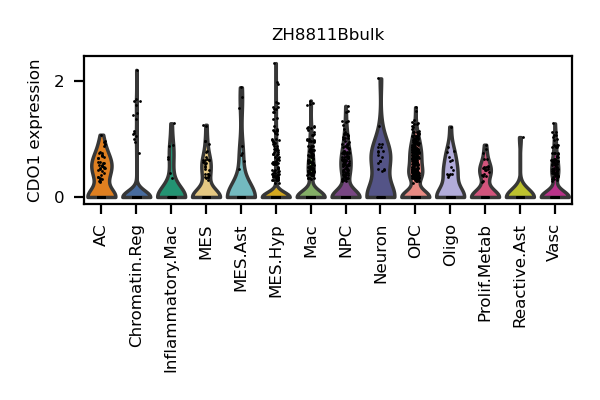 ZH8811Bbulk
CDO1 expression
2
0
AC
Chromatin.Reg
Inflammatory.Mac
MES
MES.Ast
MES.Hyp
Mac
NPC
Neuron
OPC
Oligo
Prolif.Metab
Reactive.Ast
Vasc